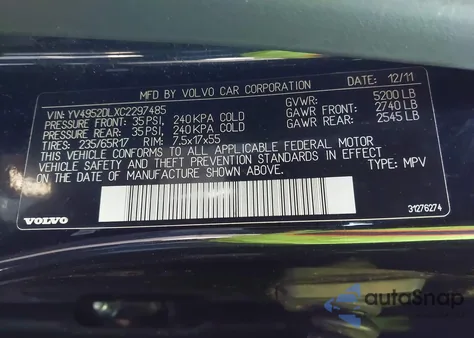 MFD BY VOLVO CAR CORPORATION 12/11
VIN: YV4952DLXC2297485 GVWR: 5200 LB
PRESSURE FRONT: 35 PSI, 240 KPA COLD GAWR FRONT: 2740 LB
PRESSURE REAR: 35 PSI, 240 KPA COLD GAWR REAR: 2545 LB
TIRES: 235/65R17 RIM: 7,5x17x55
THIS VEHICLE CONFORMS TO ALL APPLICABLE FEDERAL MOTOR
VEHICLE SAFETY AND THEFT PREVENTION STANDARDS IN EFFECT
ON THE DATE OF MANUFACTURE SHOWN ABOVE. TYPE: MPV
VOLVO 31276274
autoSnap